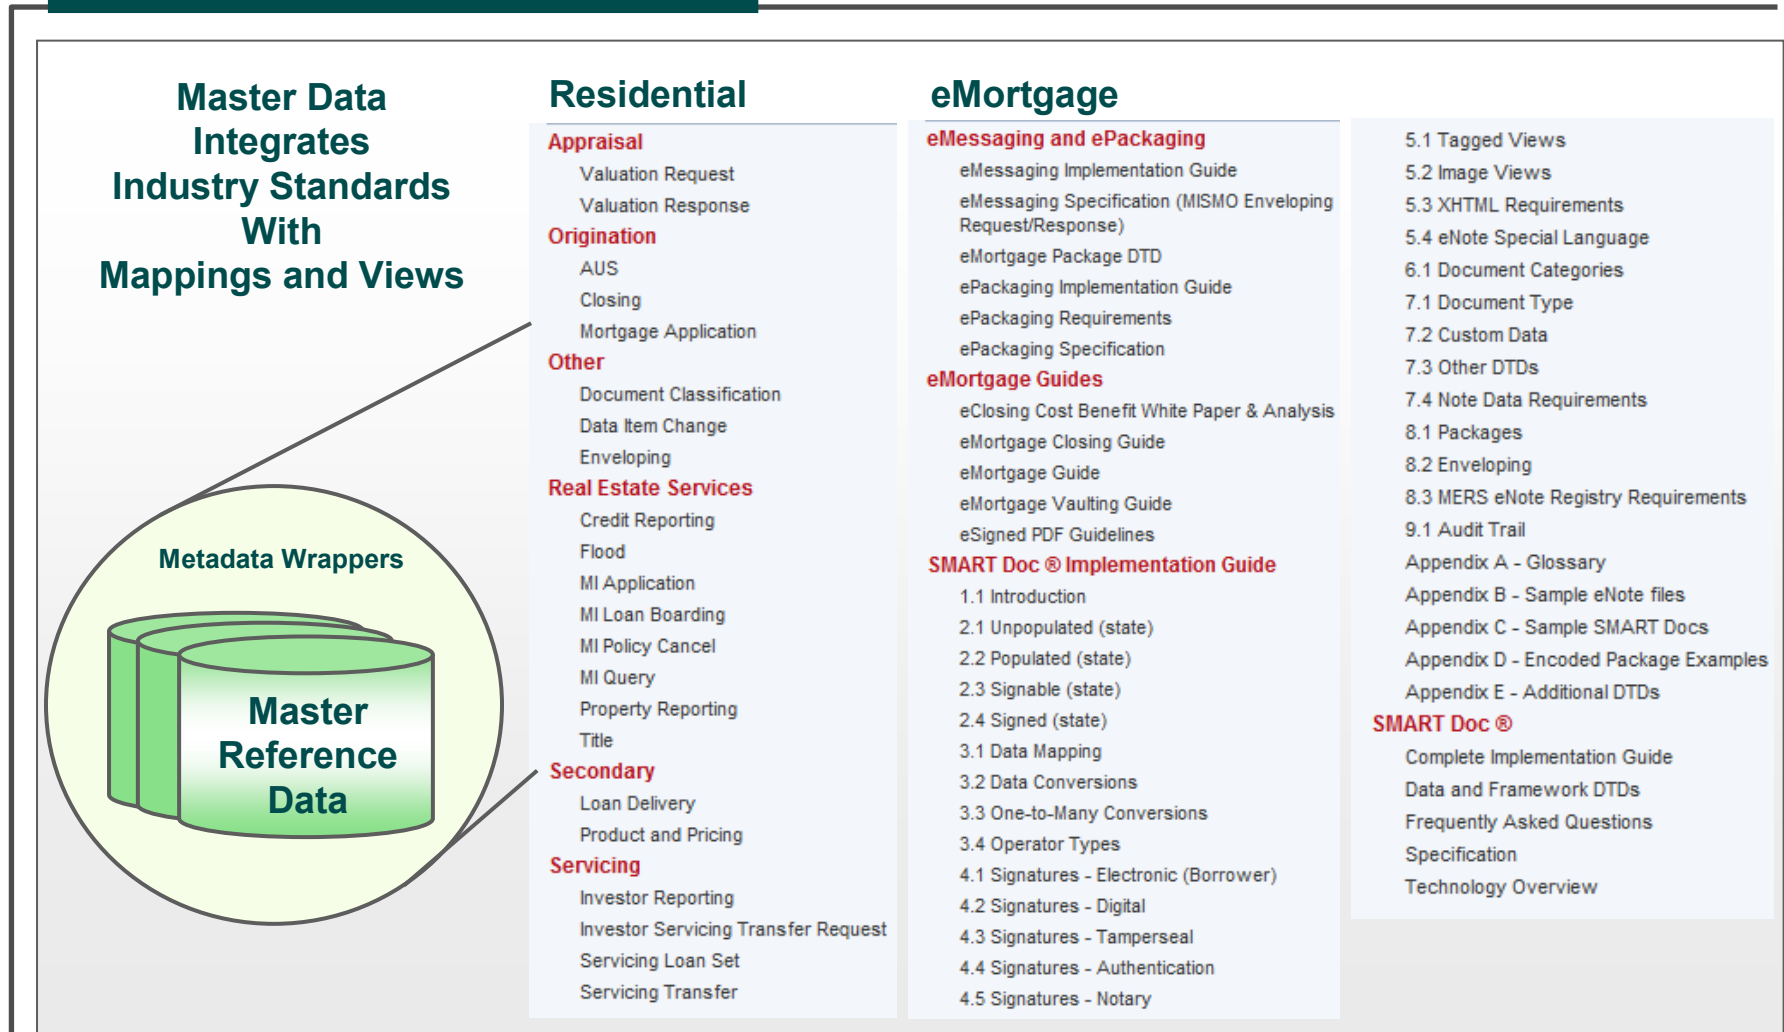 Master Data
Integrates
Industry Standards
With
Mappings and Views
Metadata Wrappers
Master
Reference
Data
Residential
Appraisal
Valuation Request
Valuation Response
Origination
AUS
Closing
Mortgage Application
Other
Document Classification
Data Item Change
Enveloping
Real Estate Services
Credit Reporting
Flood
MI Application
MI Loan Boarding
MI Policy Cancel
MI Query
Property Reporting
Title
Secondary
Loan Delivery
Product and Pricing
Servicing
Investor Reporting
Investor Servicing Transfer Request
Servicing Loan Set
Servicing Transfer
eMortgage
eMessaging and ePackaging
eMessaging Implementation Guide
eMessaging Specification (MISMO Enveloping
Request/Response)
eMortgage Package DTD
ePackaging Implementation Guide
ePackaging Requirements
ePackaging Specification
eMortgage Guides
eClosing Cost Benefit White Paper & Analysis
eMortgage Closing Guide
eMortgage Guide
eMortgage Vaulting Guide
eSigned PDF Guidelines
SMART Doc ® Implementation Guide
1.1 Introduction
2.1 Unpopulated (state)
2.2 Populated (state)
2.3 Signable (state)
2.4 Signed (state)
3.1 Data Mapping
3.2 Data Conversions
3.3 One-to-Many Conversions
3.4 Operator Types
4.1 Signatures - Electronic (Borrower)
4.2 Signatures - Digital
4.3 Signatures - Tamperseal
4.4 Signatures - Authentication
4.5 Signatures - Notary
5.1 Tagged Views
5.2 Image Views
5.3 XHTML Requirements
5.4 eNote Special Language
6.1 Document Categories
7.1 Document Type
7.2 Custom Data
7.3 Other DTDs
7.4 Note Data Requirements
8.1 Packages
8.2 Enveloping
8.3 MERS eNote Registry Requirements
9.1 Audit Trail
Appendix A - Glossary
Appendix B - Sample eNote files
Appendix C - Sample SMART Docs
Appendix D - Encoded Package Examples
Appendix E - Additional DTDs
SMART Doc ®
Complete Implementation Guide
Data and Framework DTDs
Frequently Asked Questions
Specification
Technology Overview